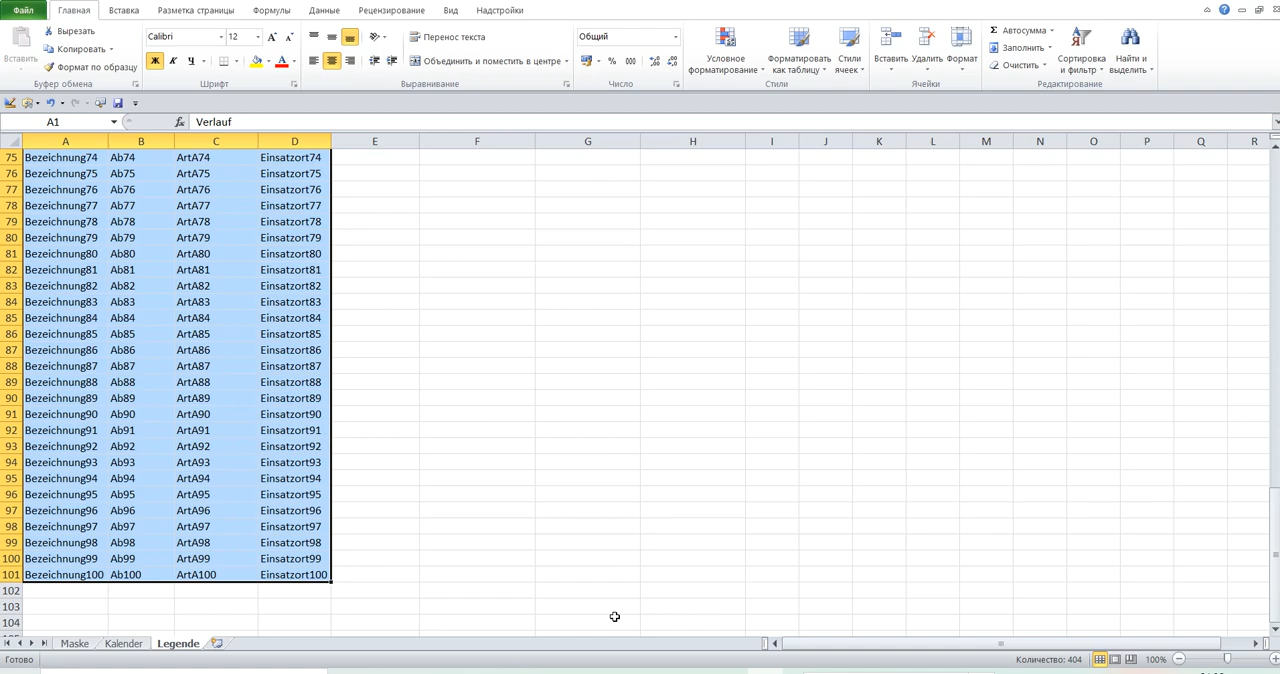 Файл Главная Вставка Разметка страницы Формулы Данные Рецензирование Вид Надстройки
Вырезать
Копировать
Формат по образцу
Вставить
Буфер обмена
Calibri 12
Ж К Ч А
Шрифт
Перенос текста
Объединить и поместить в центре
Выравнивание
Общий
% 000
Число
Условное форматирование
Форматировать как таблицу
Стили ячеек
Стили
Вставить Удалить Формат
Ячейки
Σ Автосумма
Заполнить
Очистить
Сортировка и фильтр
Найти и выделить
Редактирование
A1 fx Verlauf
A B C D E F G H I J K L M N O P Q R
75 Bezeichnung74 Ab74 ArtA74 Einsatzort74
76 Bezeichnung75 Ab75 ArtA75 Einsatzort75
77 Bezeichnung76 Ab76 ArtA76 Einsatzort76
78 Bezeichnung77 Ab77 ArtA77 Einsatzort77
79 Bezeichnung78 Ab78 ArtA78 Einsatzort78
80 Bezeichnung79 Ab79 ArtA79 Einsatzort79
81 Bezeichnung80 Ab80 ArtA80 Einsatzort80
82 Bezeichnung81 Ab81 ArtA81 Einsatzort81
83 Bezeichnung82 Ab82 ArtA82 Einsatzort82
84 Bezeichnung83 Ab83 ArtA83 Einsatzort83
85 Bezeichnung84 Ab84 ArtA84 Einsatzort84
86 Bezeichnung85 Ab85 ArtA85 Einsatzort85
87 Bezeichnung86 Ab86 ArtA86 Einsatzort86
88 Bezeichnung87 Ab87 ArtA87 Einsatzort87
89 Bezeichnung88 Ab88 ArtA88 Einsatzort88
90 Bezeichnung89 Ab89 ArtA89 Einsatzort89
91 Bezeichnung90 Ab90 ArtA90 Einsatzort90
92 Bezeichnung91 Ab91 ArtA91 Einsatzort91
93 Bezeichnung92 Ab92 ArtA92 Einsatzort92
94 Bezeichnung93 Ab93 ArtA93 Einsatzort93
95 Bezeichnung94 Ab94 ArtA94 Einsatzort94
96 Bezeichnung95 Ab95 ArtA95 Einsatzort95
97 Bezeichnung96 Ab96 ArtA96 Einsatzort96
98 Bezeichnung97 Ab97 ArtA97 Einsatzort97
99 Bezeichnung98 Ab98 ArtA98 Einsatzort98
100 Bezeichnung99 Ab99 ArtA99 Einsatzort99
101 Bezeichnung100 Ab100 ArtA100 Einsatzort100
102
103
104
Maske Kalender Legende
Готово Количество: 404 100%